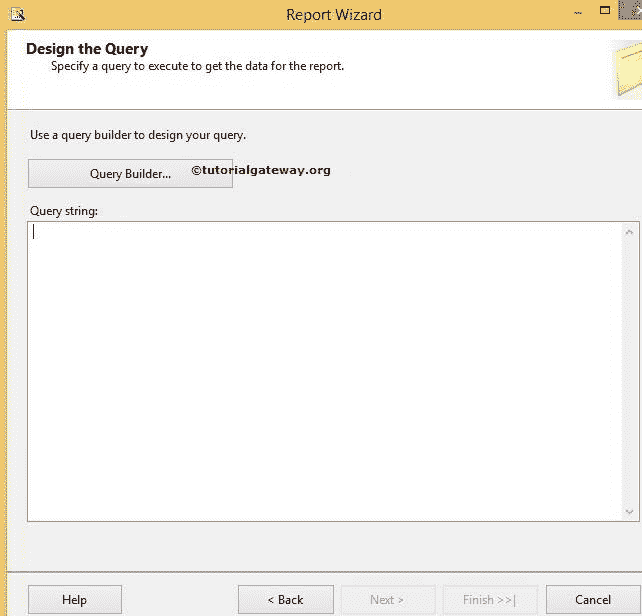 Report Wizard
Design the Query
Specify a query to execute to get the data for the report.
Use a query builder to design your query.
Query Builder... ©tutorialgateway.org
Query string:
Help < Back Next > Finish >>| Cancel